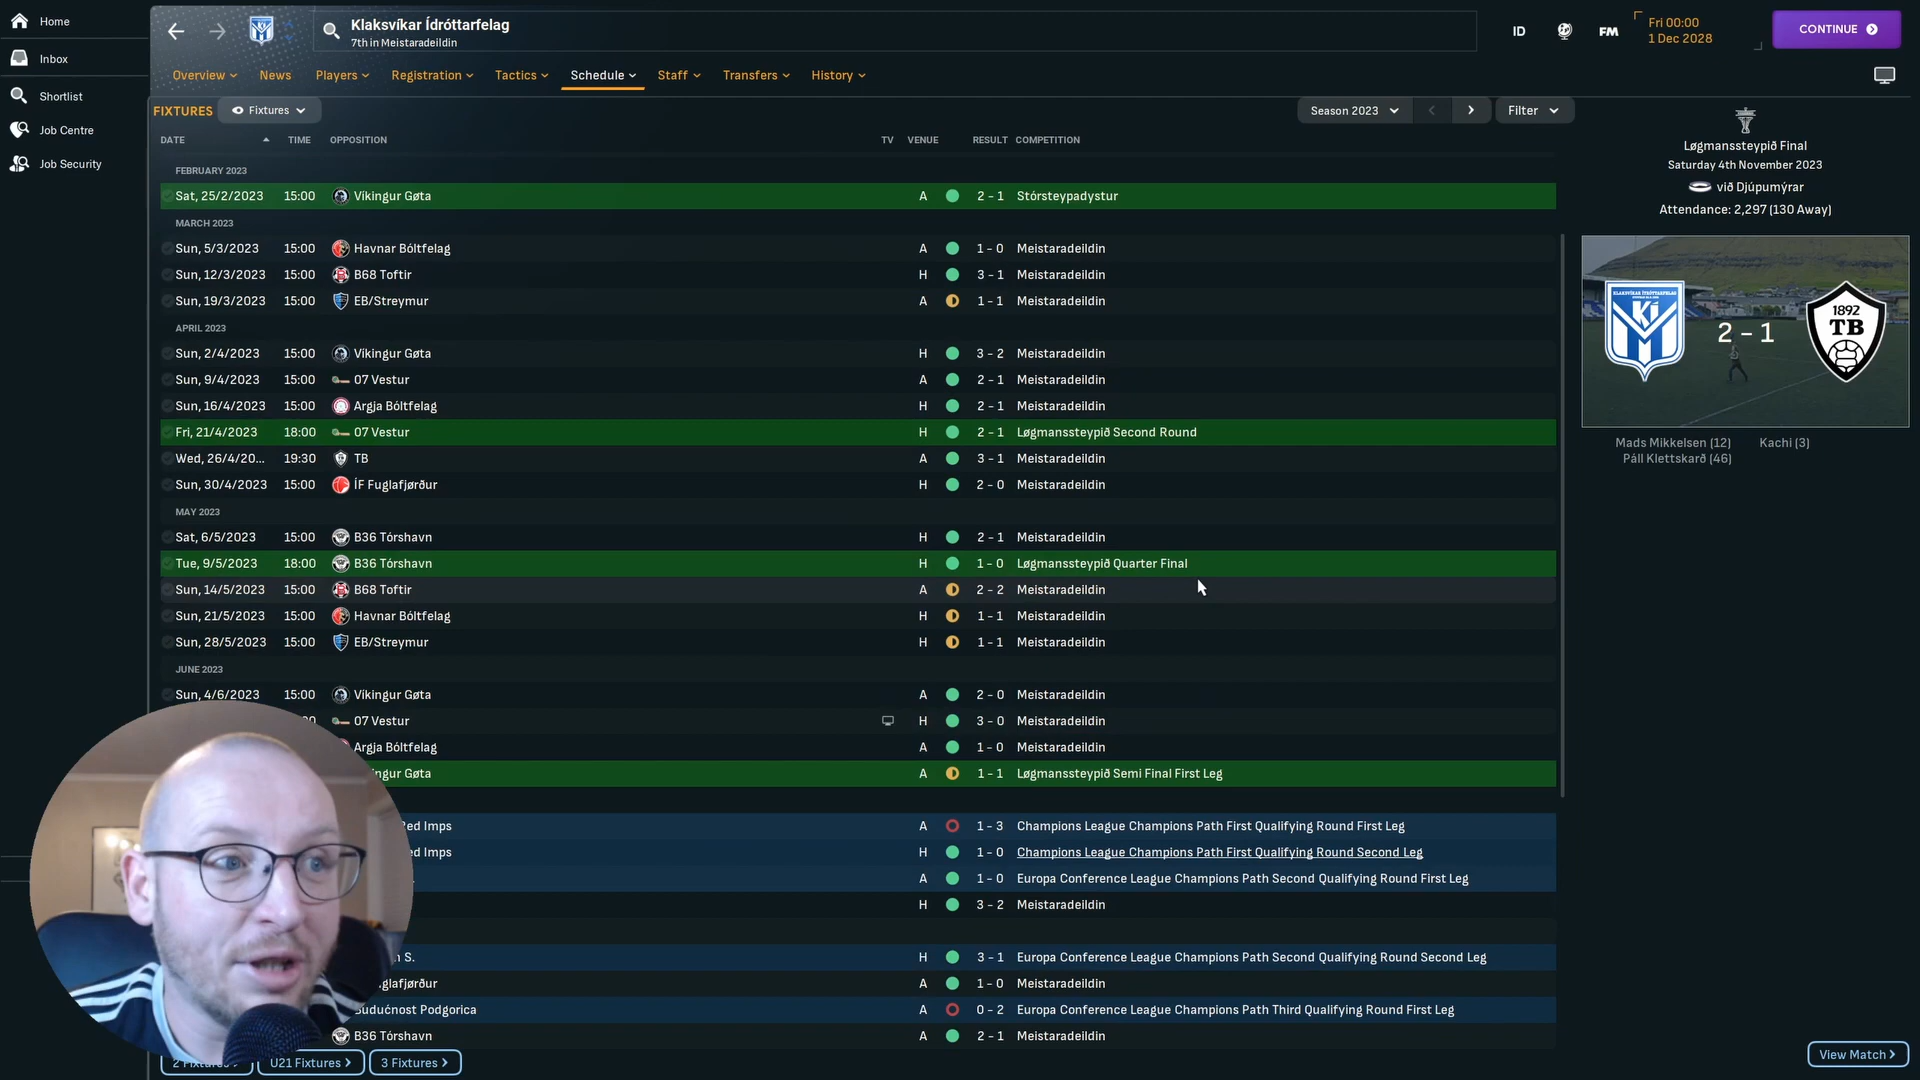 Home
Inbox
Shortlist
Job Centre
Job Security
Klaksvíkar Ídróttarfelag
7th in Meistaradeildin
ID
FM
Fri 00:00
1 Dec 2028
CONTINUE
Overview
News
Players
Registration
Tactics
Schedule
Staff
Transfers
History
FIXTURES
Fixtures
Season 2023
Filter
DATE TIME OPPOSITION TV VENUE RESULT COMPETITION
FEBRUARY 2023
Sat, 25/2/2023 15:00 Víkingur Gøta A 2 - 1 Stórsteypadystur
MARCH 2023
Sun, 5/3/2023 15:00 Havnar Bóltfelag A 1 - 0 Meistaradeildin
Sun, 12/3/2023 15:00 B68 Toftir H 3 - 1 Meistaradeildin
Sun, 19/3/2023 15:00 EB/Streymur A 1 - 1 Meistaradeildin
APRIL 2023
Sun, 2/4/2023 15:00 Víkingur Gøta H 3 - 2 Meistaradeildin
Sun, 9/4/2023 15:00 07 Vestur A 2 - 1 Meistaradeildin
Sun, 16/4/2023 15:00 Argja Bóltfelag H 2 - 1 Meistaradeildin
Fri, 21/4/2023 18:00 07 Vestur H 2 - 1 Løgmanssteypið Second Round
Wed, 26/4/20... 19:30 TB A 3 - 1 Meistaradeildin
Sun, 30/4/2023 15:00 ÍF Fuglafjørður H 2 - 0 Meistaradeildin
MAY 2023
Sat, 6/5/2023 15:00 B36 Tórshavn H 2 - 1 Meistaradeildin
Tue, 9/5/2023 18:00 B36 Tórshavn H 1 - 0 Løgmanssteypið Quarter Final
Sun, 14/5/2023 15:00 B68 Toftir A 2 - 2 Meistaradeildin
Sun, 21/5/2023 15:00 Havnar Bóltfelag H 1 - 1 Meistaradeildin
Sun, 28/5/2023 15:00 EB/Streymur H 1 - 1 Meistaradeildin
JUNE 2023
Sun, 4/6/2023 15:00 Víkingur Gøta A 2 - 0 Meistaradeildin
07 Vestur H 3 - 0 Meistaradeildin
Argja Bóltfelag A 1 - 0 Meistaradeildin
Gøta A 1 - 1 Løgmanssteypið Semi Final First Leg
Imps A 1 - 3 Champions League Champions Path First Qualifying Round First Leg
Imps H 1 - 0 Champions League Champions Path First Qualifying Round Second Leg
A 1 - 0 Europa Conference League Champions Path Second Qualifying Round First Leg
H 3 - 2 Meistaradeildin
S. H 3 - 1 Europa Conference League Champions Path Second Qualifying Round Second Leg
A 1 - 0 Meistaradeildin
Podgorica A 0 - 2 Europa Conference League Champions Path Third Qualifying Round First Leg
B36 Tórshavn A 2 - 1 Meistaradeildin
U21 Fixtures
3 Fixtures
Løgmanssteypið Final
Saturday 4th November 2023
við Djúpumýrar
Attendance: 2,297 (130 Away)
KÍ
2 - 1
1892
TB
Mads Mikkelsen (12) Kachi (3)
Páll Klettskarð (46)
View Match